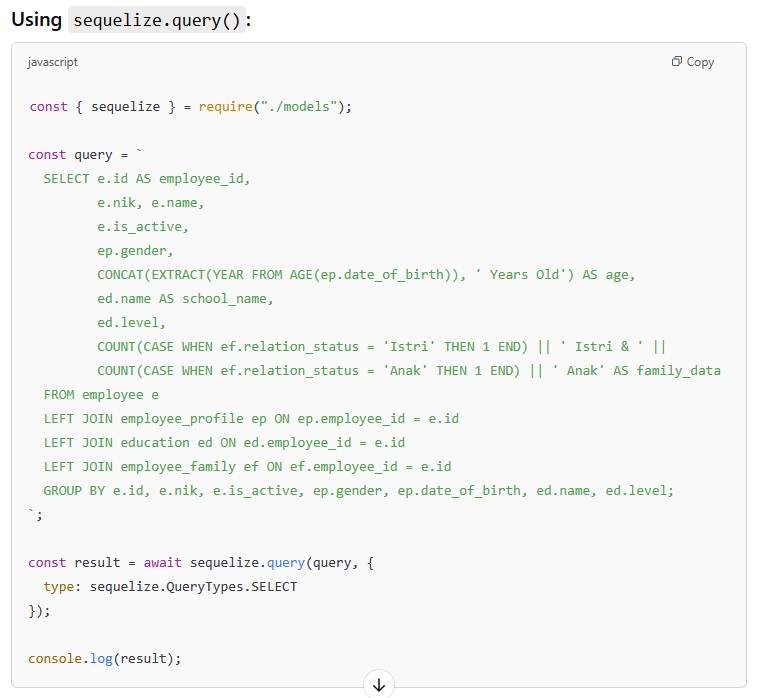 Using sequelize.query():
javascript
Copy
const { sequelize } = require("./models");
const query = `
SELECT e.id AS employee_id,
e.nik, e.name,
e.is_active,
ep.gender,
CONCAT(EXTRACT(YEAR FROM AGE(ep.date_of_birth)), ' Years Old') AS age,
ed.name AS school_name,
ed.level,
COUNT(CASE WHEN ef.relation_status = 'Istri' THEN 1 END) || ' Istri & ' ||
COUNT(CASE WHEN ef.relation_status = 'Anak' THEN 1 END) || ' Anak' AS family_data
FROM employee e
LEFT JOIN employee_profile ep ON ep.employee_id = e.id
LEFT JOIN education ed ON ed.employee_id = e.id
LEFT JOIN employee_family ef ON ef.employee_id = e.id
GROUP BY e.id, e.nik, e.is_active, ep.gender, ep.date_of_birth, ed.name, ed.level;
`;
const result = await sequelize.query(query, {
type: sequelize.QueryTypes.SELECT
});
console.log(result);